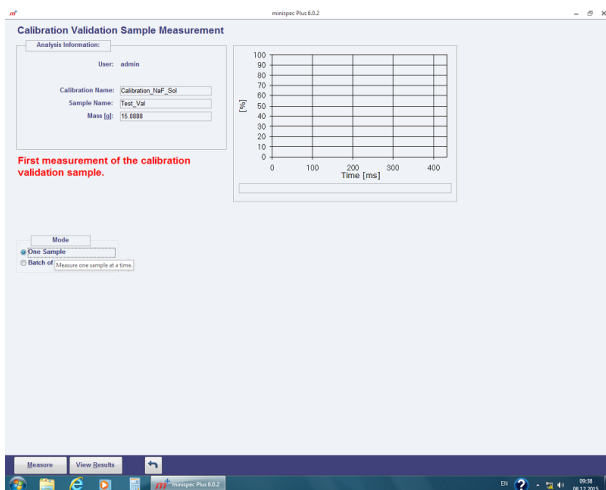 minispec Plus 6.0.2
Calibration Validation Sample Measurement
Analysis Information:
User: admin
Calibration Name: Calibration_NaF_Sol
Sample Name: Test_Val
Mass [g]: 15.0888
First measurement of the calibration
validation sample.
100
90
80
70
60
50
40
30
20
10
0
[%]
0 100 200 300 400
Time [ms]
Mode
One Sample
Batch of
Measure one sample at a time.
Measure View Results
minispec Plus 6.0.2
EN 09:38
08.12.2015